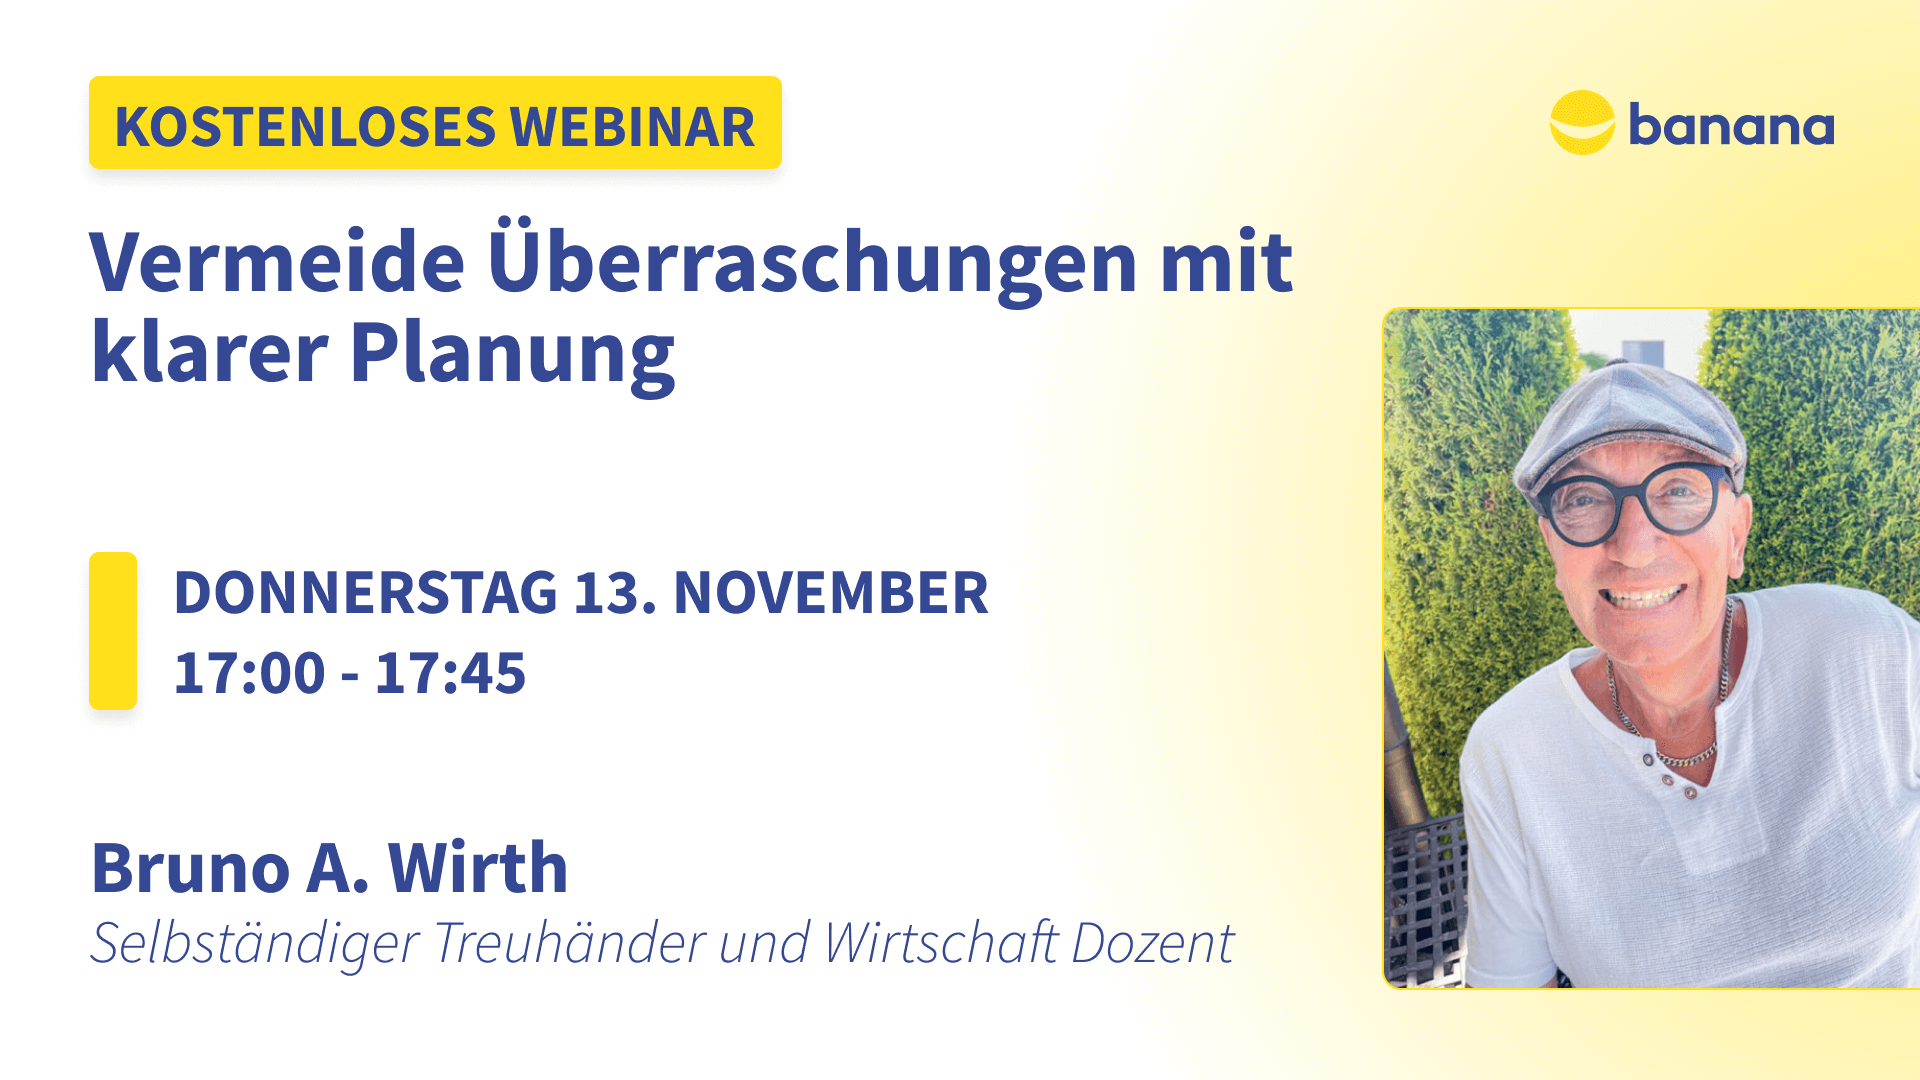 KOSTENLOSES WEBINAR
banana
Vermeide Überraschungen mit
klarer Planung
DONNERSTAG 13. NOVEMBER
17:00 - 17:45
Bruno A. Wirth
Selbständiger Treuhänder und Wirtschaft Dozent